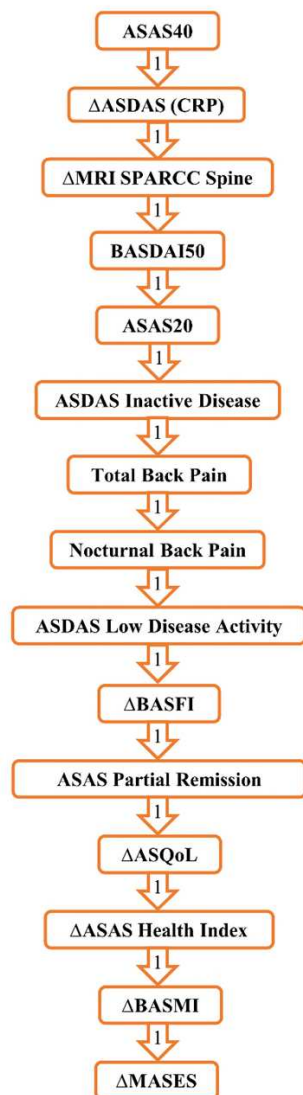 ASAS40
1
ΔASDAS (CRP)
1
ΔMRI SPARCC Spine
1
BASDAI50
1
ASAS20
1
ASDAS Inactive Disease
1
Total Back Pain
1
Nocturnal Back Pain
1
ASDAS Low Disease Activity
1
ΔBASFI
1
ASAS Partial Remission
1
ΔASQoL
1
ΔASAS Health Index
1
ΔBASMI
1
ΔMASES